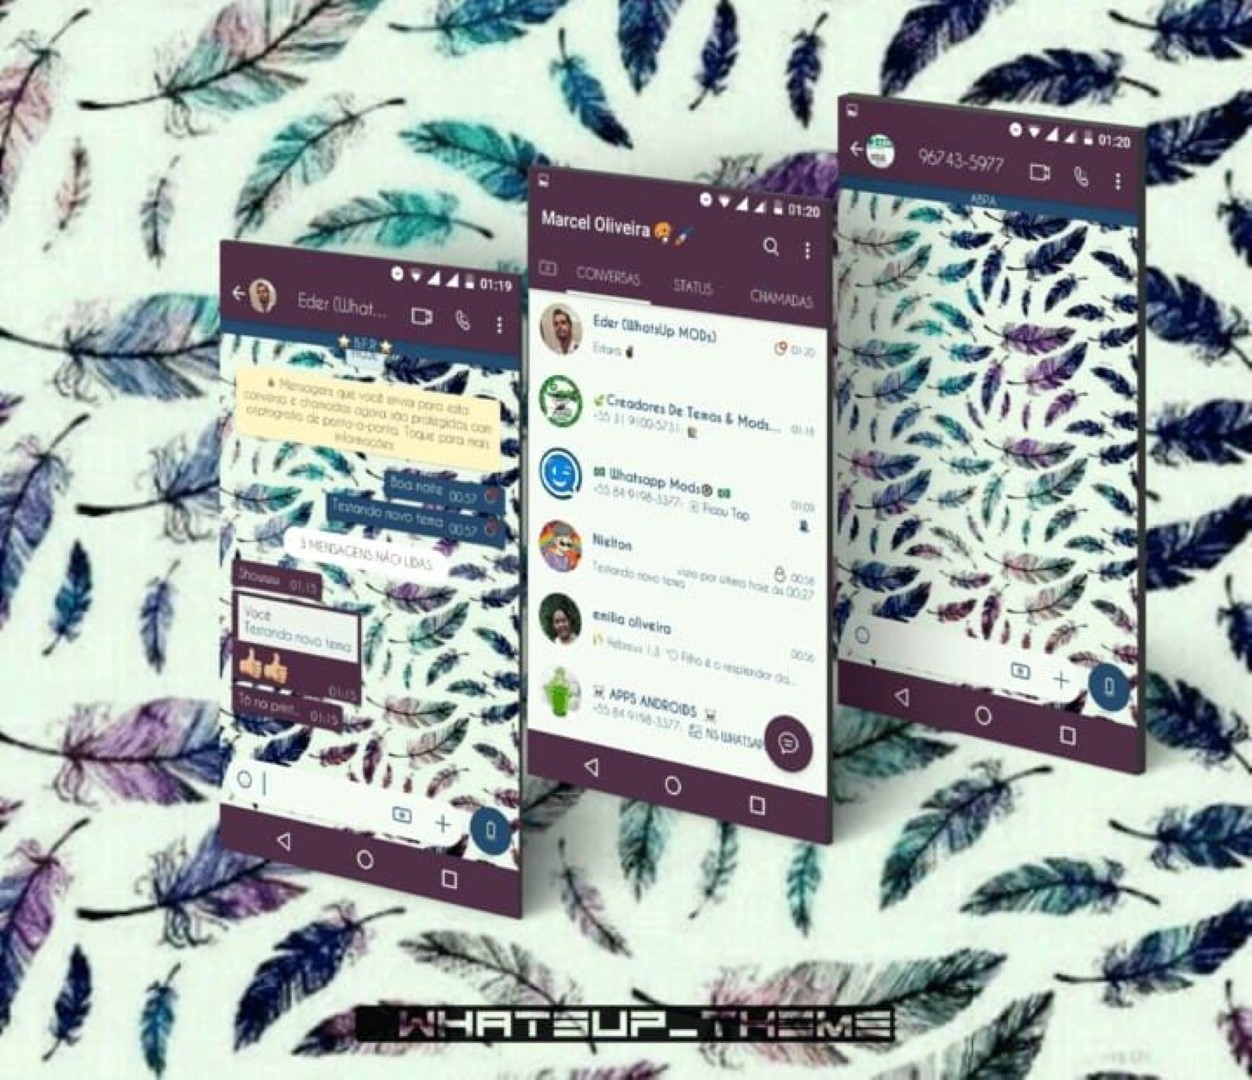 01:19
Eder (What...
B.F.R
Mensagens que você envia para esta
conversa e chamadas agora são protegidas com
criptografia de ponta-a-ponta. Toque para mais
informações.
Boa noite 00:57
Testando novo tema 00:57
3 MENSAGENS NÃO LIDAS
Showwww 01:15
Você
Testando novo tema
👍👍
01:15
Tô no print... 01:15
01:20
Marcel Oliveira
CONVERSAS STATUS CHAMADAS
Eder (WhatsUp MODs) 01:20
Creadores De Temas & Mods... 01:18
+55 31 9100-5731:
Whatsapp Mods® 01:09
+55 84 9198-3377: Ficou Top
Nielton 00:58
Testando novo tema visto por último hoje às 00:27
emilia oliveira 00:56
Hebreus 1:3 "O Filho é o resplendor da...
APPS ANDROIDS
+55 84 9198-3377: NS WHATSAP
01:20
96743-5977
WHATSUP_THEME